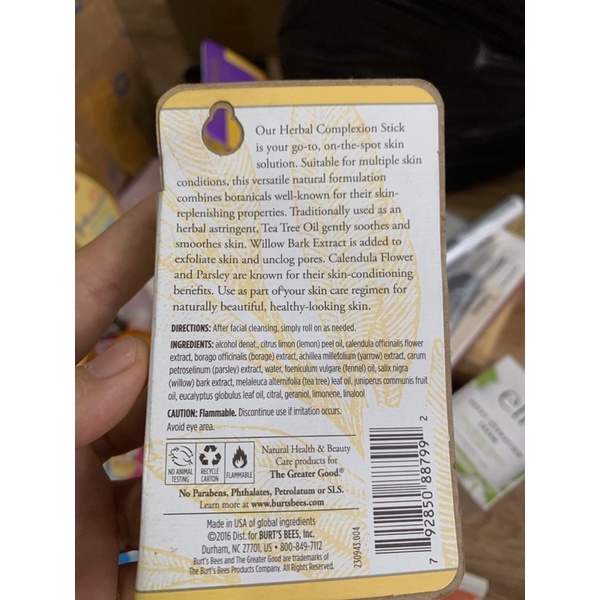 Our Herbal Complexion Stick
is your go-to, on-the-spot skin
solution. Suitable for multiple skin
conditions, this versatile natural formulation
combines botanicals well-known for their skin-
replenishing properties. Traditionally used as an
herbal astringent, Tea Tree Oil gently soothes and
smoothes skin. Willow Bark Extract is added to
exfoliate skin and unclog pores. Calendula Flower
and Parsley are known for their skin-conditioning
benefits. Use as part of your skin care regimen for
naturally beautiful, healthy-looking skin.
DIRECTIONS: After facial cleansing, simply roll on as needed.
INGREDIENTS: alcohol denat., citrus limon (lemon) peel oil, calendula officinalis flower
extract, borago officinalis (borage) extract, achillea millefolium (yarrow) extract, carum
petroselinum (parsley) extract, water, foeniculum vulgare (fennel) oil, salix nigra
(willow) bark extract, melaleuca alternifolia (tea tree) leaf oil, juniperus communis fruit
oil, eucalyptus globulus leaf oil, citral, geraniol, limonene, linalool
CAUTION: Flammable. Discontinue use if irritation occurs.
Avoid eye area.
NO ANIMAL
TESTING
RECYCLE
CARTON
FLAMMABLE
Natural Health & Beauty
Care products for
The Greater Good.®
No Parabens, Phthalates, Petrolatum or SLS.
Learn more at www.burtsbees.com
Made in USA of global ingredients
©2016 Dist. for BURT'S BEES, Inc.
Durham, NC 27701, US • 800-849-7112
Burt's Bees and The Greater Good are trademarks of
The Burt's Bees Products Company. All Rights Reserved.
230943.004
7 92850 88799 2